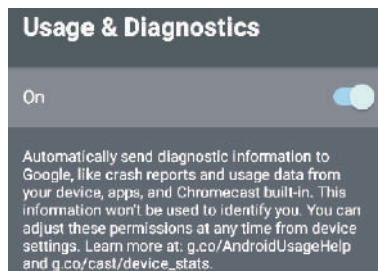 Usage & Diagnostics
On
Automatically send diagnostic information to
Google, like crash reports and usage data from
your device, apps, and Chromecast built-in. This
information won't be used to identify you. You can
adjust these permissions at any time from device
settings. Learn more at: g.co/AndroidUsageHelp
and g.co/cast/device_stats.